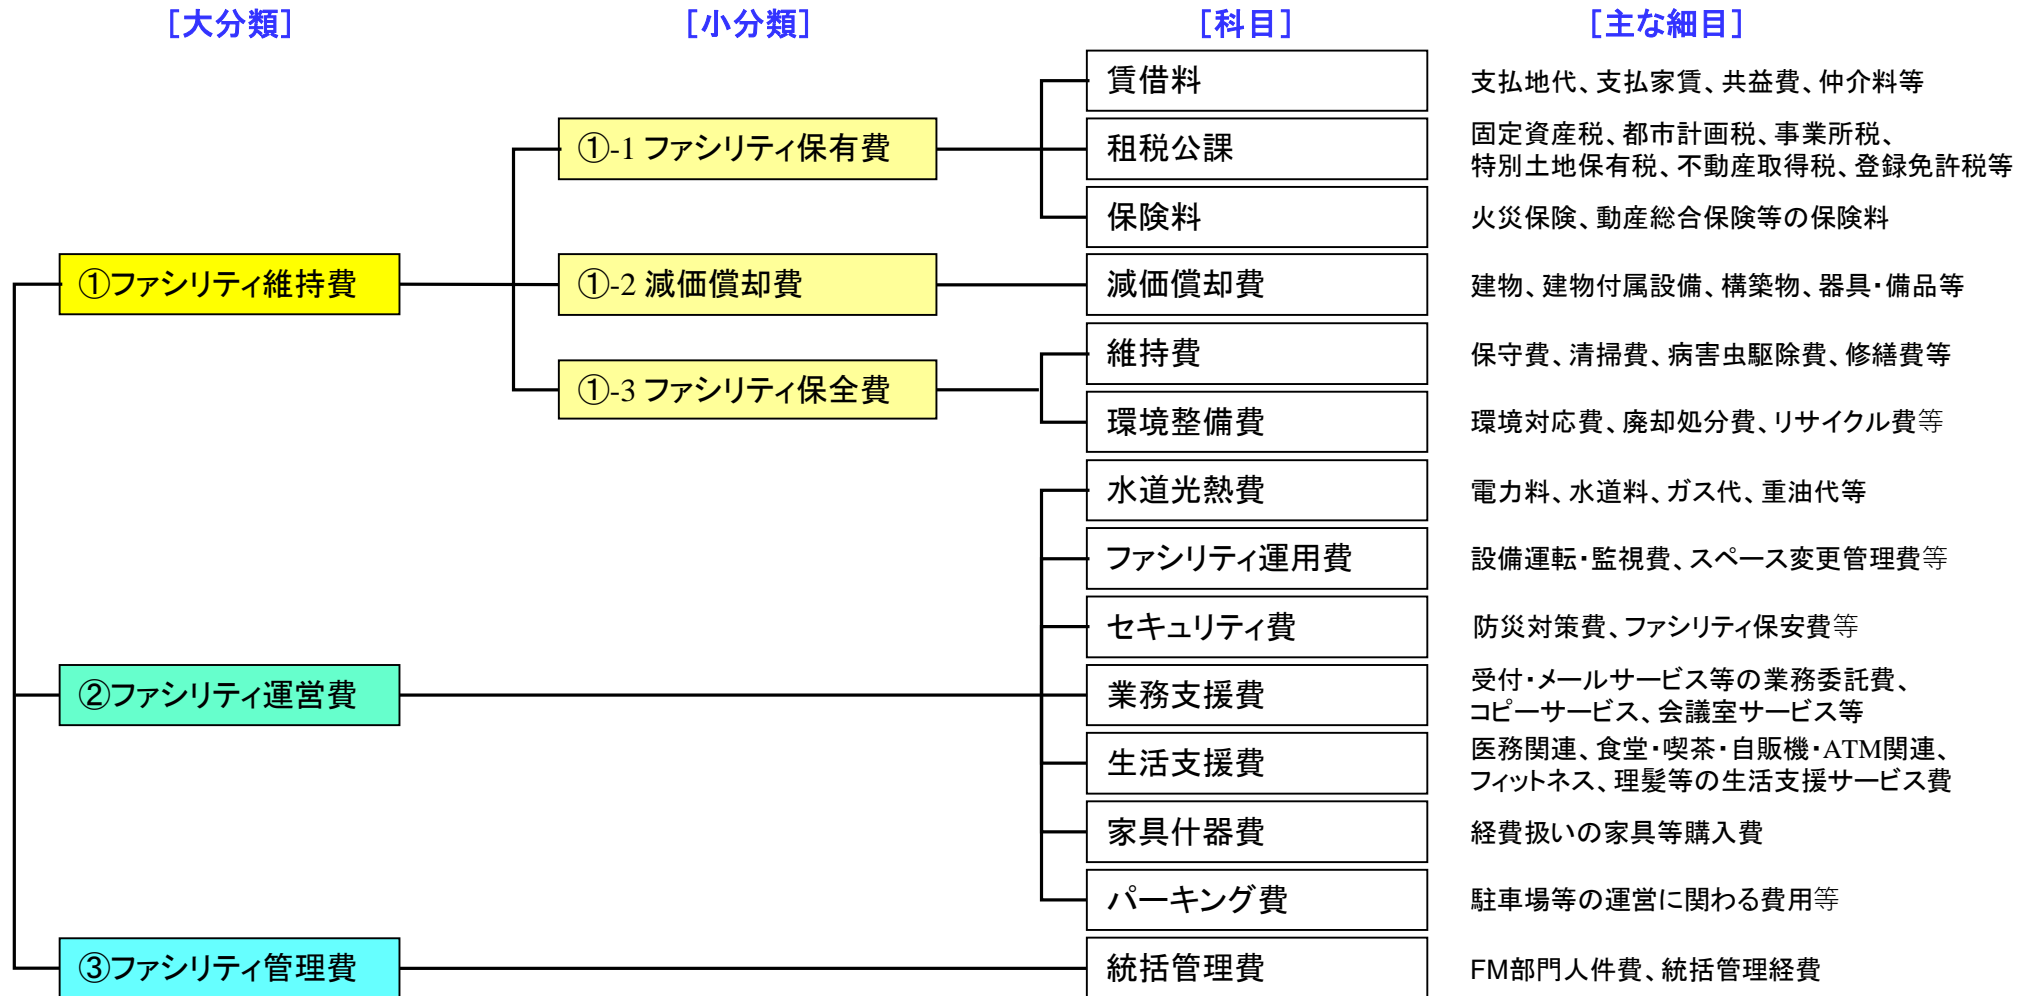 ［大分類］ ［小分類］ ［科目］ ［主な細目］
賃借料 支払地代、支払家賃、共益費、仲介料等
①-1 ファシリティ保有費 租税公課 固定資産税、都市計画税、事業所税、
特別土地保有税、不動産取得税、登録免許税等
保険料 火災保険、動産総合保険等の保険料
①ファシリティ維持費 ①-2 減価償却費 減価償却費 建物、建物付属設備、構築物、器具・備品等
維持費 保守費、清掃費、病害虫駆除費、修繕費等
①-3 ファシリティ保全費
環境整備費 環境対応費、廃却処分費、リサイクル費等
水道光熱費 電力料、水道料、ガス代、重油代等
ファシリティ運用費 設備運転・監視費、スペース変更管理費等
セキュリティ費 防災対策費、ファシリティ保安費等
②ファシリティ運営費 業務支援費 受付・メールサービス等の業務委託費、
コピーサービス、会議室サービス等
生活支援費 医務関連、食堂・喫茶・自販機・ATM関連、
フィットネス、理髪等の生活支援サービス費
家具什器費 経費扱いの家具等購入費
パーキング費 駐車場等の運営に関わる費用等
③ファシリティ管理費 統括管理費 FM部門人件費、統括管理経費